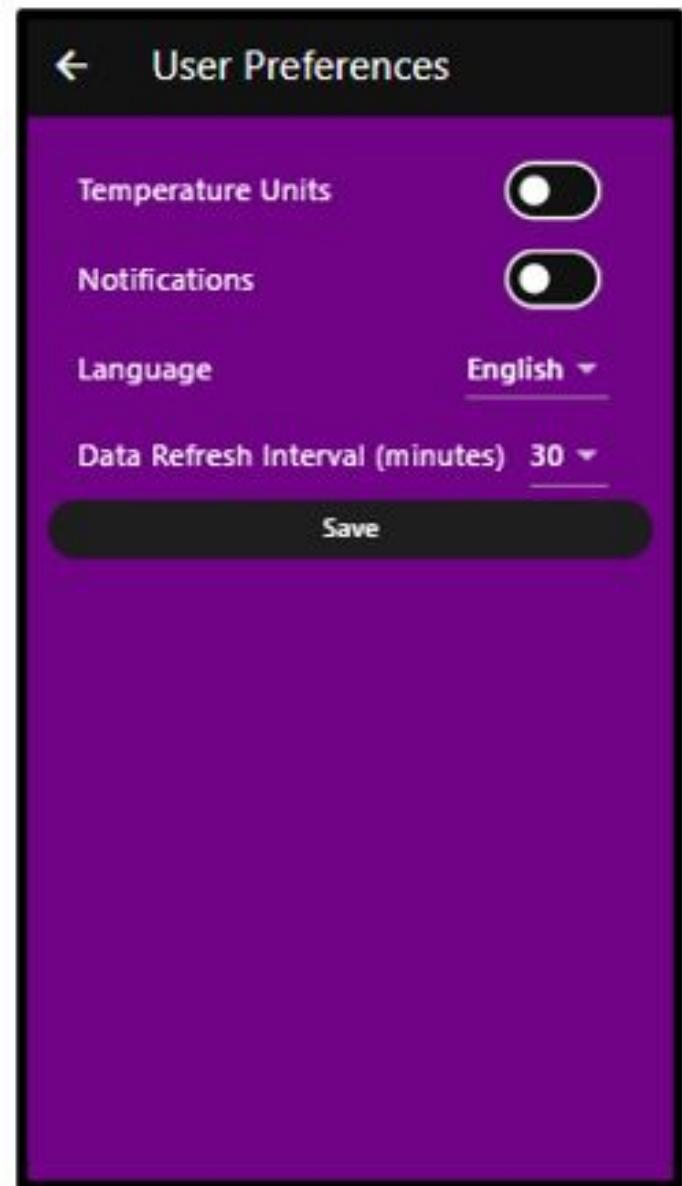 User Preferences
Temperature Units
Notifications
Language English
Data Refresh Interval (minutes) 30
Save